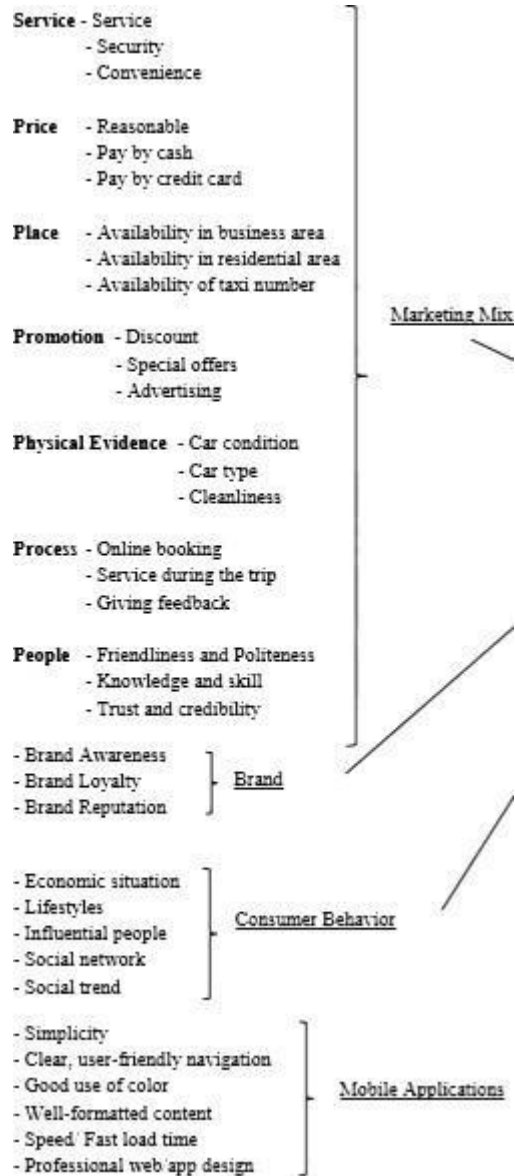 Service - Service
- Security
- Convenience
Price - Reasonable
- Pay by cash
- Pay by credit card
Place - Availability in business area
- Availability in residential area
- Availability of taxi number
Marketing Mix
Promotion - Discount
- Special offers
- Advertising
Physical Evidence - Car condition
- Car type
- Cleanliness
Process - Online booking
- Service during the trip
- Giving feedback
People - Friendliness and Politeness
- Knowledge and skill
- Trust and credibility
- Brand Awareness
- Brand Loyalty
Brand
- Brand Reputation
- Economic situation
- Lifestyles
- Influential people
Consumer Behavior
- Social network
- Social trend
- Simplicity
- Clear, user-friendly navigation
- Good use of color
Mobile Applications
- Well-formatted content
- Speed/ Fast load time
- Professional web/app design